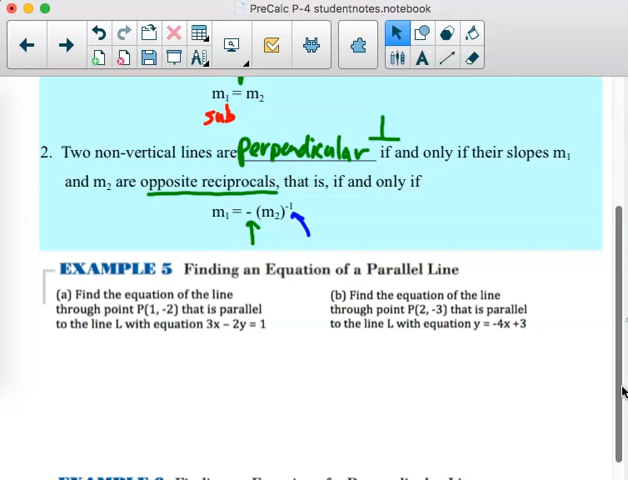 PreCalc P-4 studentnotes.notebook
m₁ = m₂
sub
⊥
2. Two non-vertical lines are perpendicular if and only if their slopes m₁
and m₂ are opposite reciprocals, that is, if and only if
m₁ = - (m₂)⁻¹
EXAMPLE 5 Finding an Equation of a Parallel Line
(a) Find the equation of the line
through point P(1, -2) that is parallel
to the line L with equation 3x – 2y = 1
(b) Find the equation of the line
through point P(2, -3) that is parallel
to the line L with equation y = -4x +3